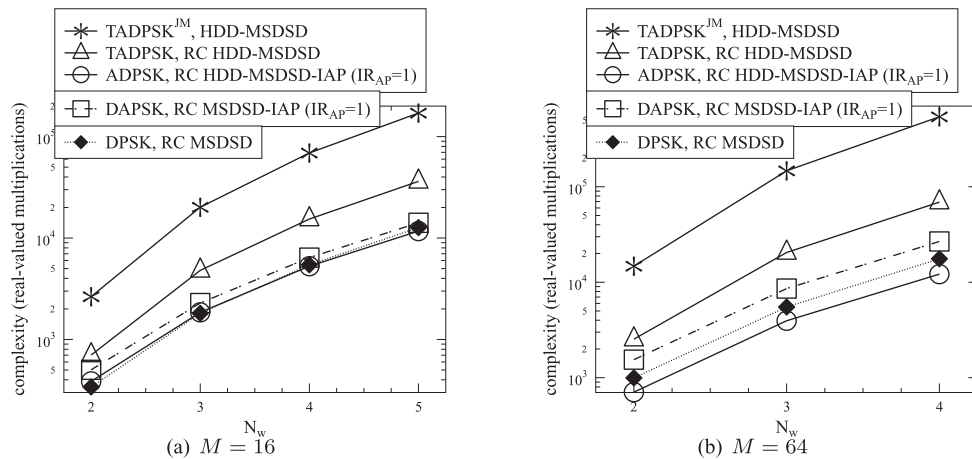 TADPSK^JM, HDD-MSDSD
TADPSK, RC HDD-MSDSD
ADPSK, RC HDD-MSDSD-IAP (IR_AP=1)
DAPSK, RC MSDSD-IAP (IR_AP=1)
DPSK, RC MSDSD
complexity (real-valued multiplications)
2
10^5
5
2
10^4
5
2
10^3
5
2 3 4 5
N_w
(a) M = 16
TADPSK^JM, HDD-MSDSD
TADPSK, RC HDD-MSDSD
ADPSK, RC HDD-MSDSD-IAP (IR_AP=1)
DAPSK, RC MSDSD-IAP (IR_AP=1)
DPSK, RC MSDSD
complexity (real-valued multiplications)
5
2
10^5
5
2
10^4
5
2
10^3
2 3 4
N_w
(b) M = 64